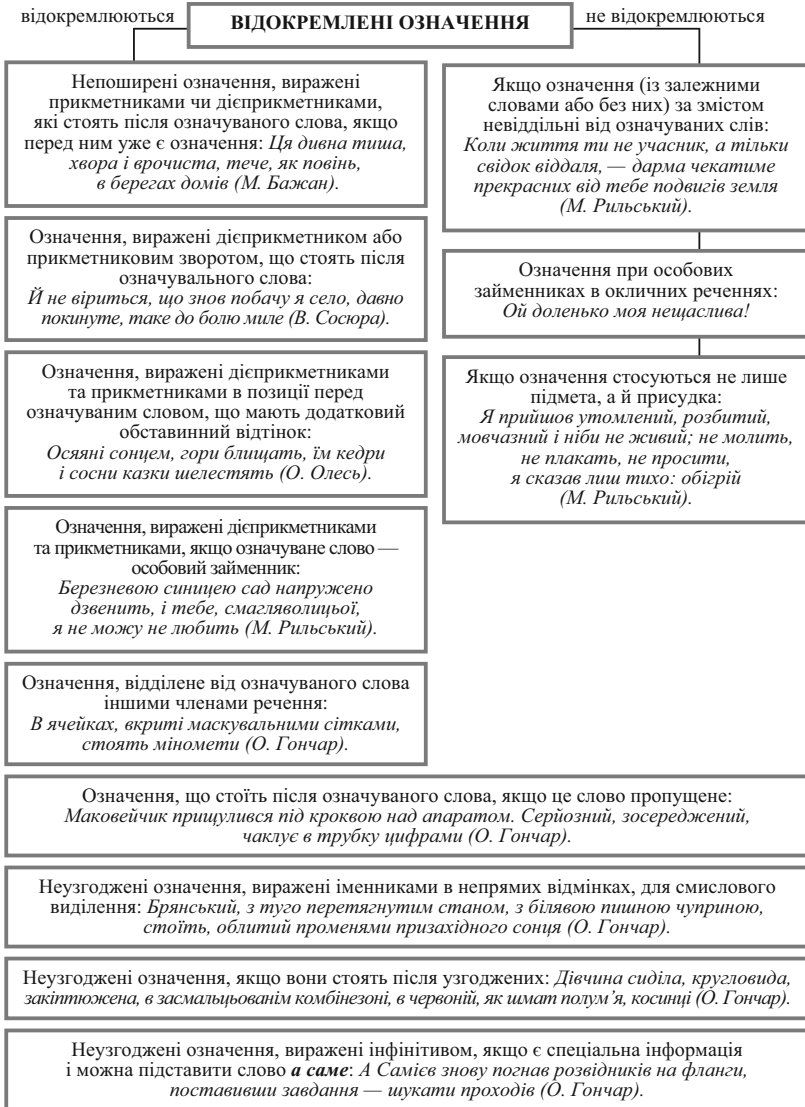 відокремлюються
ВІДОКРЕМЛЕНІ ОЗНАЧЕННЯ
не відокремлюються
Непоширені означення, виражені
прикметниками чи дієприкметниками,
які стоять після означуваного слова, якщо
перед ним уже є означення: Ця дивна тиша,
хвора і врочиста, тече, як повінь,
в берегах домів (М. Бажан).
Означення, виражені дієприкметником або
прикметниковим зворотом, що стоять після
означувального слова:
Й не віриться, що знов побачу я село, давно
покинуте, таке до болю миле (В. Сосюра).
Означення, виражені дієприкметниками
та прикметниками в позиції перед
означуваним словом, що мають додатковий
обставинний відтінок:
Осяяні сонцем, гори блищать, їм кедри
і сосни казки шелестять (О. Олесь).
Означення, виражені дієприкметниками
та прикметниками, якщо означуване слово —
особовий займенник:
Березневою синицею сад напружено
дзвенить, і тебе, смагляволицьої,
я не можу не любить (М. Рильський).
Означення, відділене від означуваного слова
іншими членами речення:
В ячейках, вкриті маскувальними сітками,
стоять міномети (О. Гончар).
Якщо означення (із залежними
словами або без них) за змістом
невіддільні від означуваних слів:
Коли життя ти не учасник, а тільки
свідок віддаля, — дарма чекатиме
прекрасних від тебе подвигів земля
(М. Рильський).
Означення при особових
займенниках в окличних реченнях:
Ой доленько моя нещаслива!
Якщо означення стосуються не лише
підмета, а й присудка:
Я прийшов утомлений, розбитий,
мовчазний і ніби не живий; не молить,
не плакать, не просити,
я сказав лиш тихо: обігрій
(М. Рильський).
Означення, що стоїть після означуваного слова, якщо це слово пропущене:
Маковейчик прищулився під кроквою над апаратом. Серйозний, зосереджений,
чаклує в трубку цифрами (О. Гончар).
Неузгоджені означення, виражені іменниками в непрямих відмінках, для смислового
виділення: Брянський, з туго перетягнутим станом, з білявою пишною чуприною,
стоїть, облитий променями призахідного сонця (О. Гончар).
Неузгоджені означення, якщо вони стоять після узгоджених: Дівчина сиділа, кругловида,
закіптюжена, в засмальцьованім комбінезоні, в червоній, як шмат полум’я, косинці (О. Гончар).
Неузгоджені означення, виражені інфінітивом, якщо є спеціальна інформація
і можна підставити слово а саме: А Самієв знову погнав розвідників на фланги,
поставивши завдання — шукати проходів (О. Гончар).